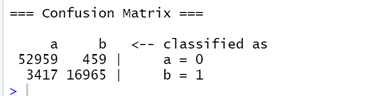 === Confusion Matrix ===
a b <-- classified as
52959 459 | a = 0
3417 16965 | b = 1
>